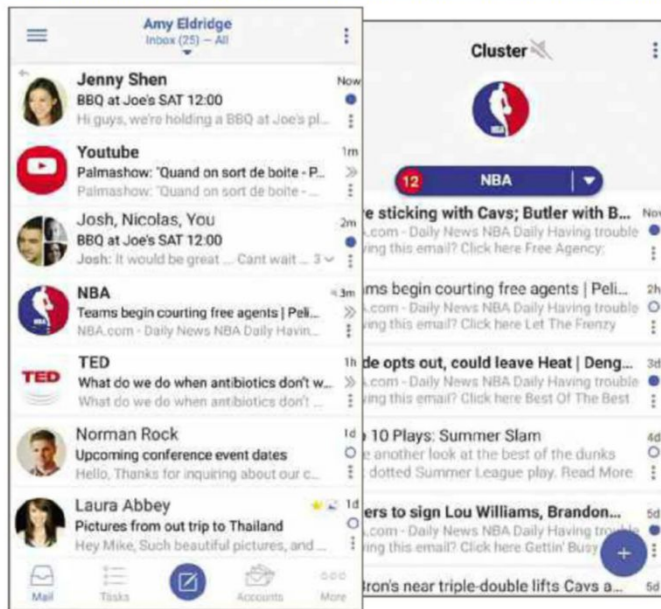 Amy Eldridge
Inbox (25) – All
Jenny Shen
Now
BBQ at Joe's SAT 12:00
Hi guys, we're holding a BBQ at Joe's pl...
Youtube
1m
Palmashow: "Quand on sort de boite - P...
Palmashow: "Quand on sort de boite - ...
Josh, Nicolas, You
2m
BBQ at Joe's SAT 12:00
Josh: It would be great ... Cant wait ... 3
NBA
3m
Teams begin courting free agents | Peli...
NBA.com - Daily News NBA Daily Havin...
TED
TED
1h
What do we do when antibiotics don't w...
What do we do when antibiotics don't ...
Norman Rock
1d
Upcoming conference event dates
Hello, Thanks for inquiring about our c...
Laura Abbey
1d
Pictures from out trip to Thailand
Hey Mike, Such beautiful pictures, and ...
Mail
Tasks
Accounts
More
Cluster
NBA
12
NBA
e sticking with Cavs; Butler with B...
Now
.com - Daily News NBA Daily Having trouble
ing this email? Click here Free Agency:
ms begin courting free agents | Peli...
2h
.com - Daily News NBA Daily Having trouble
ing this email? Click here Let The Frenzy
de opts out, could leave Heat | Deng...
3d
.com - Daily News NBA Daily Having trouble
ing this email? Click here Best Of The Best
10 Plays: Summer Slam
4d
e another look at the best of the dunks
dotted Summer League play. Read More
ers to sign Lou Williams, Brandon...
5d
.com - Daily News NBA Daily Having trouble
ing this email? Click here Gettin' Busy
+
Bron's near triple-double lifts Cavs a...
5d